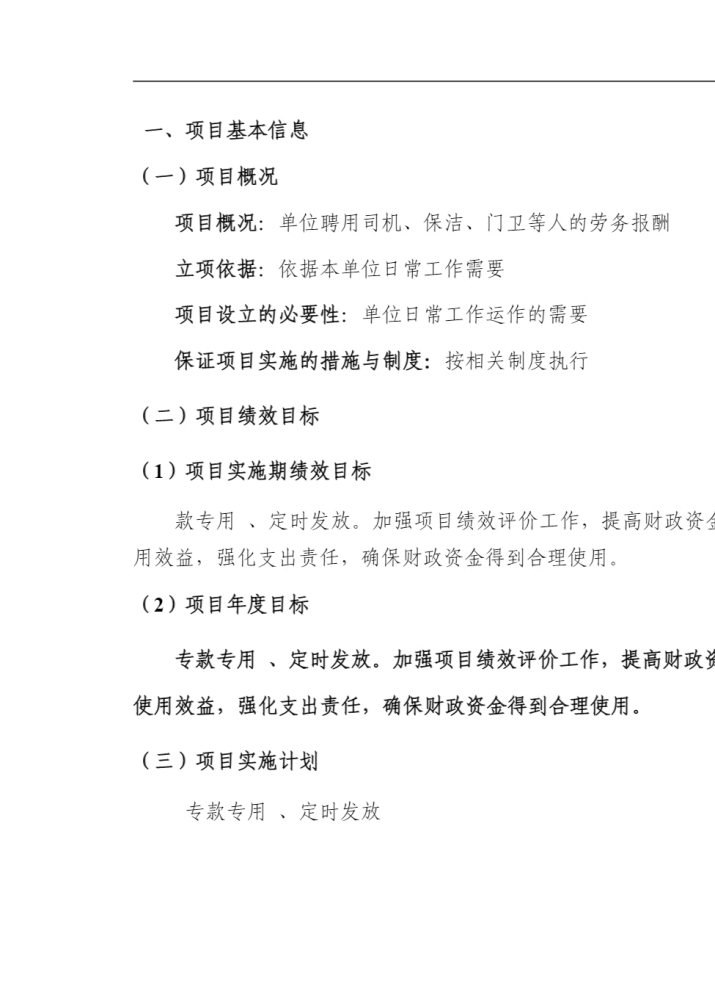 一、项目基本信息
（一）项目概况
项目概况：单位聘用司机、保洁、门卫等人的劳务报酬
立项依据：依据本单位日常工作需要
项目设立的必要性：单位日常工作运作的需要
保证项目实施的措施与制度：按相关制度执行
（二）项目绩效目标
（1）项目实施期绩效目标
款专用 、定时发放。加强项目绩效评价工作，提高财政资金
用效益，强化支出责任，确保财政资金得到合理使用。
（2）项目年度目标
专款专用 、定时发放。加强项目绩效评价工作，提高财政资
使用效益，强化支出责任，确保财政资金得到合理使用。
（三）项目实施计划
专款专用 、定时发放